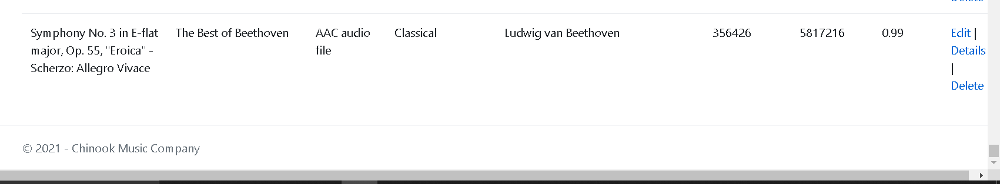 Delete
Symphony No. 3 in E-flat major, Op. 55, "Eroica" - Scherzo: Allegro Vivace
The Best of Beethoven
AAC audio file
Classical
Ludwig van Beethoven
356426
5817216
0.99
Edit |
Details
|
Delete
© 2021 - Chinook Music Company